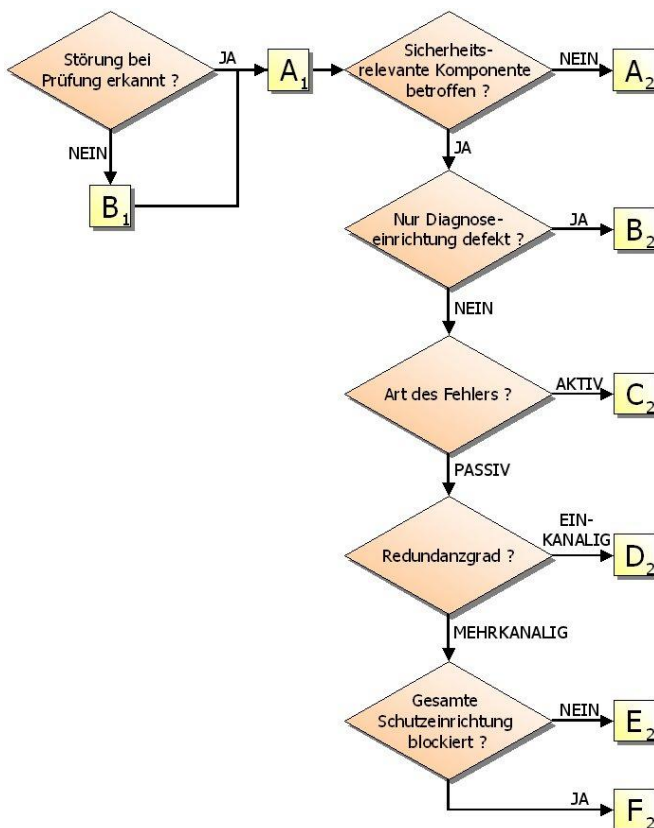 Störung bei
Prüfung erkannt ?
JA
A1
Sicherheits-
relevante Komponente
betroffen ?
NEIN
A2
NEIN
B1
JA
Nur Diagnose-
einrichtung defekt ?
JA
B2
NEIN
Art des Fehlers ?
AKTIV
C2
PASSIV
Redundanzgrad ?
EIN-
KANALIG
D2
MEHRKANALIG
Gesamte
Schutzeinrichtung
blockiert ?
NEIN
E2
JA
F2